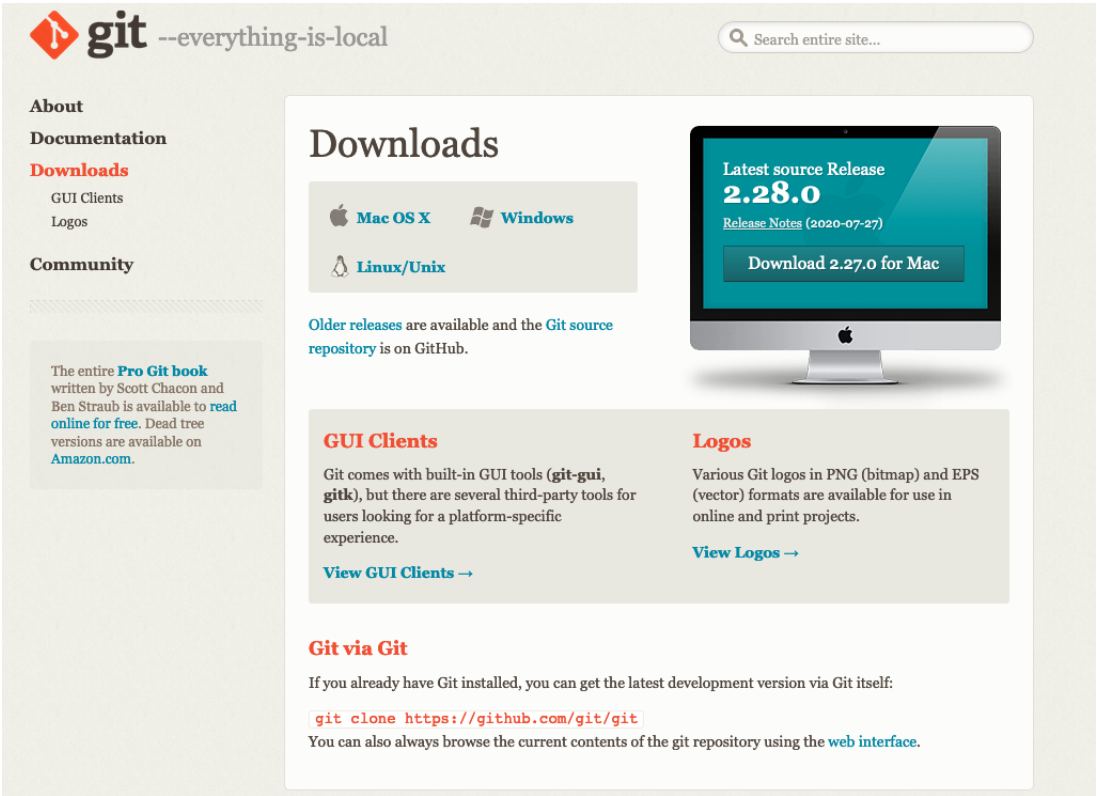 git --everything-is-local
Search entire site...
About
Documentation
Downloads
GUI Clients
Logos
Community
The entire Pro Git book
written by Scott Chacon and
Ben Straub is available to read
online for free. Dead tree
versions are available on
Amazon.com.
Downloads
Mac OS X
Windows
Linux/Unix
Older releases are available and the Git source
repository is on GitHub.
Latest source Release
2.28.0
Release Notes (2020-07-27)
Download 2.27.0 for Mac
GUI Clients
Git comes with built-in GUI tools (git-gui,
gitk), but there are several third-party tools for
users looking for a platform-specific
experience.
View GUI Clients →
Logos
Various Git logos in PNG (bitmap) and EPS
(vector) formats are available for use in
online and print projects.
View Logos →
Git via Git
If you already have Git installed, you can get the latest development version via Git itself:
git clone https://github.com/git/git
You can also always browse the current contents of the git repository using the web interface.